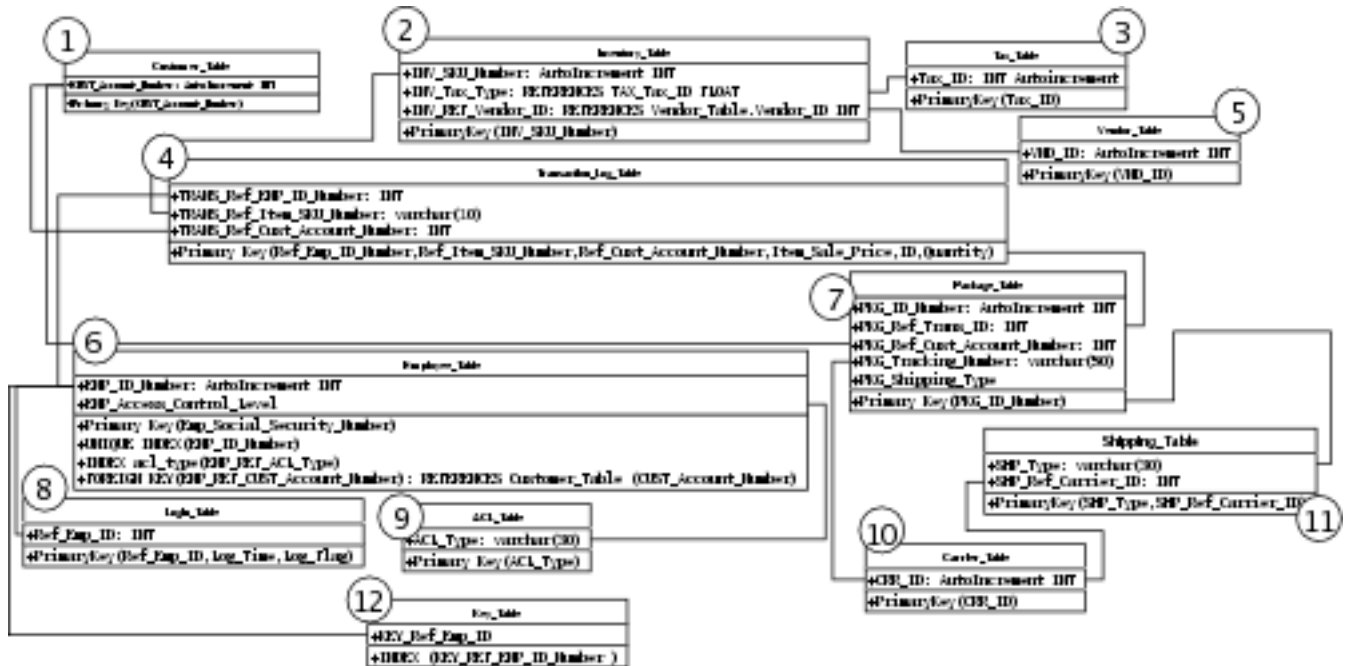 1
Customer_Table
+CUST_Account_Number: AutoIncrement INT
+Primary Key(CUST_Account_Number)
2
Inventory_Table
+INV_SKU_Number: AutoIncrement INT
+INV_Tax_Type: REFERENCES TAX_Tax_ID FLOAT
+INV_REF_Vendor_ID: REFERENCES Vendor_Table.Vendor_ID INT
+PrimaryKey(INV_SKU_Number)
3
Tax_Table
+Tax_ID: INT Autoincrement
+PrimaryKey(Tax_ID)
5
Vendor_Table
+VND_ID: AutoIncrement INT
+PrimaryKey(VND_ID)
4
Transaction_Log_Table
+TRANS_Ref_EMP_ID_Number: INT
+TRANS_Ref_Item_SKU_Number: varchar(10)
+TRANS_Ref_Cust_Account_Number: INT
+Primary Key(Ref_Emp_ID_Number,Ref_Item_SKU_Number,Ref_Cust_Account_Number,Item_Sale_Price,ID,Quantity)
7
Package_Table
+PKG_ID_Number: AutoIncrement INT
+PKG_Ref_Trans_ID: INT
+PKG_Ref_Cust_Account_Number: INT
+PKG_Tracking_Number: varchar(90)
+PKG_Shipping_Type
+Primary Key(PKG_ID_Number)
6
Employee_Table
+EMP_ID_Number: AutoIncrement INT
+EMP_Access_Control_Level
+Primary Key(Emp_Social_Security_Number)
+UNIQUE INDEX(EMP_ID_Number)
+INDEX acl_type(EMP_REF_ACL_Type)
+FOREIGN KEY(EMP_REF_CUST_Account_Number): REFERENCES Customer_Table (CUST_Account_Number)
8
Login_Table
+Ref_Emp_ID: INT
+PrimaryKey(Ref_Emp_ID,Log_Time,Log_Flag)
9
ACL_Table
+ACL_Type: varchar(30)
+Primary Key(ACL_Type)
Shipping_Table
+SHP_Type: varchar(30)
+SHP_Ref_Carrier_ID: INT
+PrimaryKey(SHP_Type,SHP_Ref_Carrier_ID)
11
10
Carrier_Table
+CRR_ID: AutoIncrement INT
+PrimaryKey(CRR_ID)
12
Key_Table
+KEY_Ref_Emp_ID
+INDEX (KEY_REF_EMP_ID_Number )